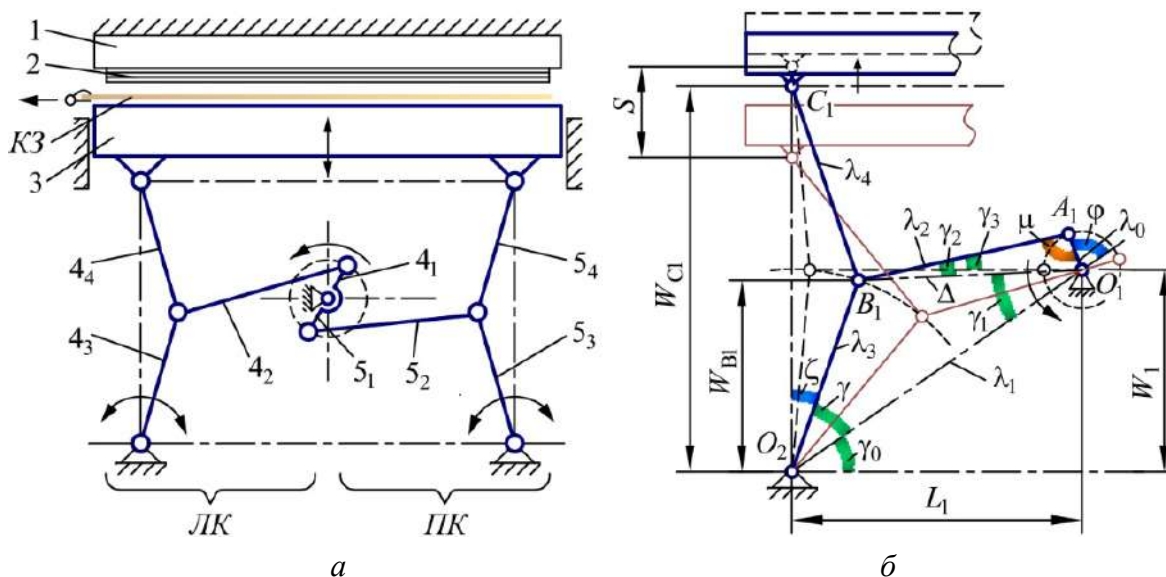 1
2
КЗ
3
4₄
4₃
4₂
4₁
5₁
5₂
5₄
5₃
ЛК
ПК
а
S
C₁
λ₄
W_C1
λ₂
γ₂
γ₃
μ
A₁
φ
λ₀
B₁
Δ
O₁
γ₁
W_B1
λ₃
λ₁
W₁
ζ
γ
O₂
γ₀
L₁
б